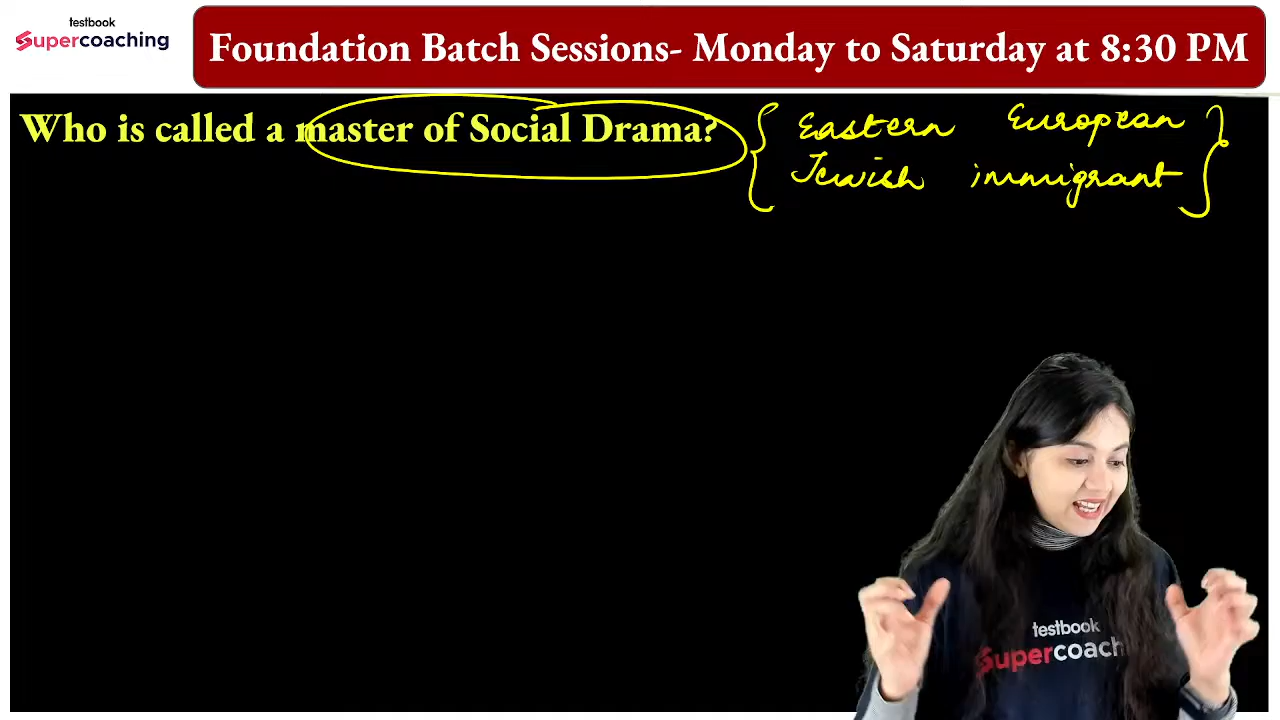 testbook
Supercoaching
Foundation Batch Sessions- Monday to Saturday at 8:30 PM
Who is called a master of Social Drama?
{ Eastern European }
{ Jewish immigrant }
testbook
Supercoach